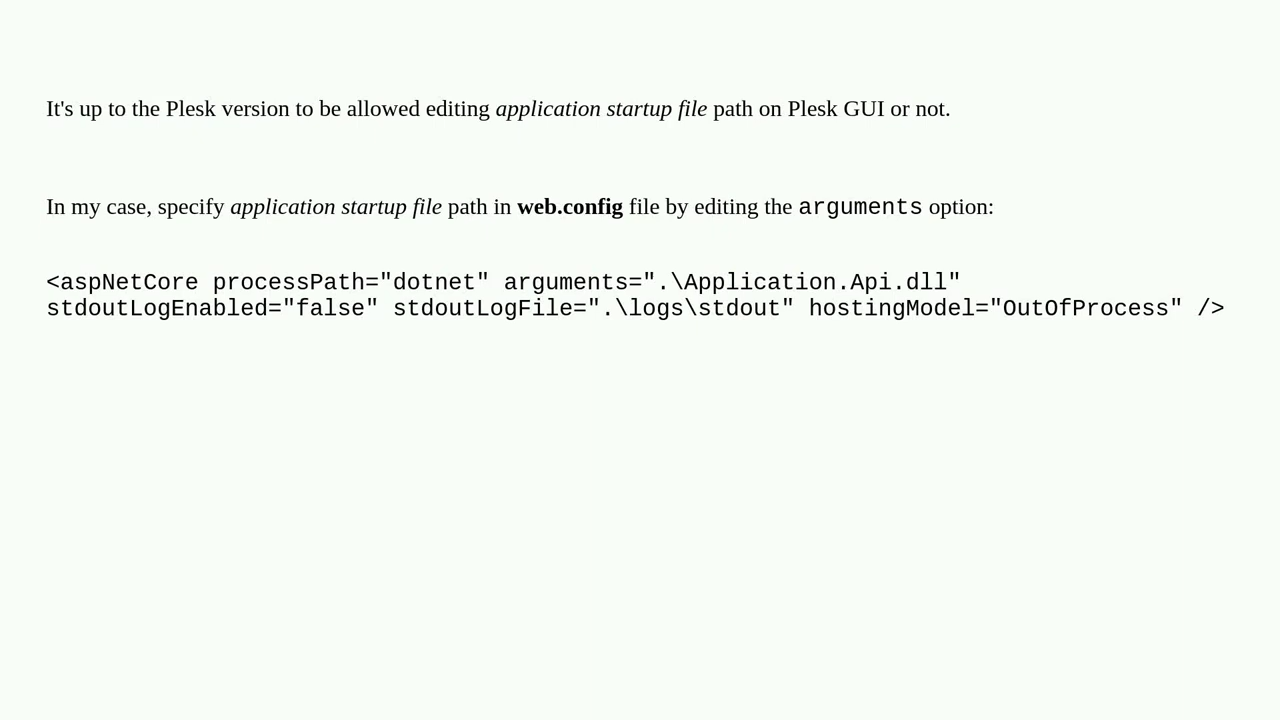 It's up to the Plesk version to be allowed editing application startup file path on Plesk GUI or not.
In my case, specify application startup file path in web.config file by editing the arguments option:
<aspNetCore processPath="dotnet" arguments=".\Application.Api.dll"
stdoutLogEnabled="false" stdoutLogFile=".\logs\stdout" hostingModel="OutOfProcess" />